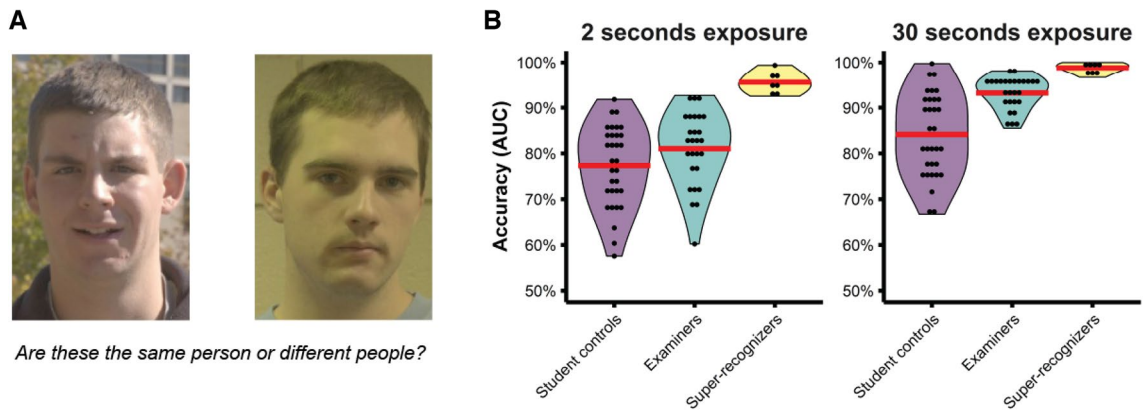 A
Are these the same person or different people?
B
2 seconds exposure
30 seconds exposure
Accuracy (AUC)
100%
90%
80%
70%
60%
50%
Student controls
Examiners
Super-recognizers
100%
90%
80%
70%
60%
50%
Student controls
Examiners
Super-recognizers